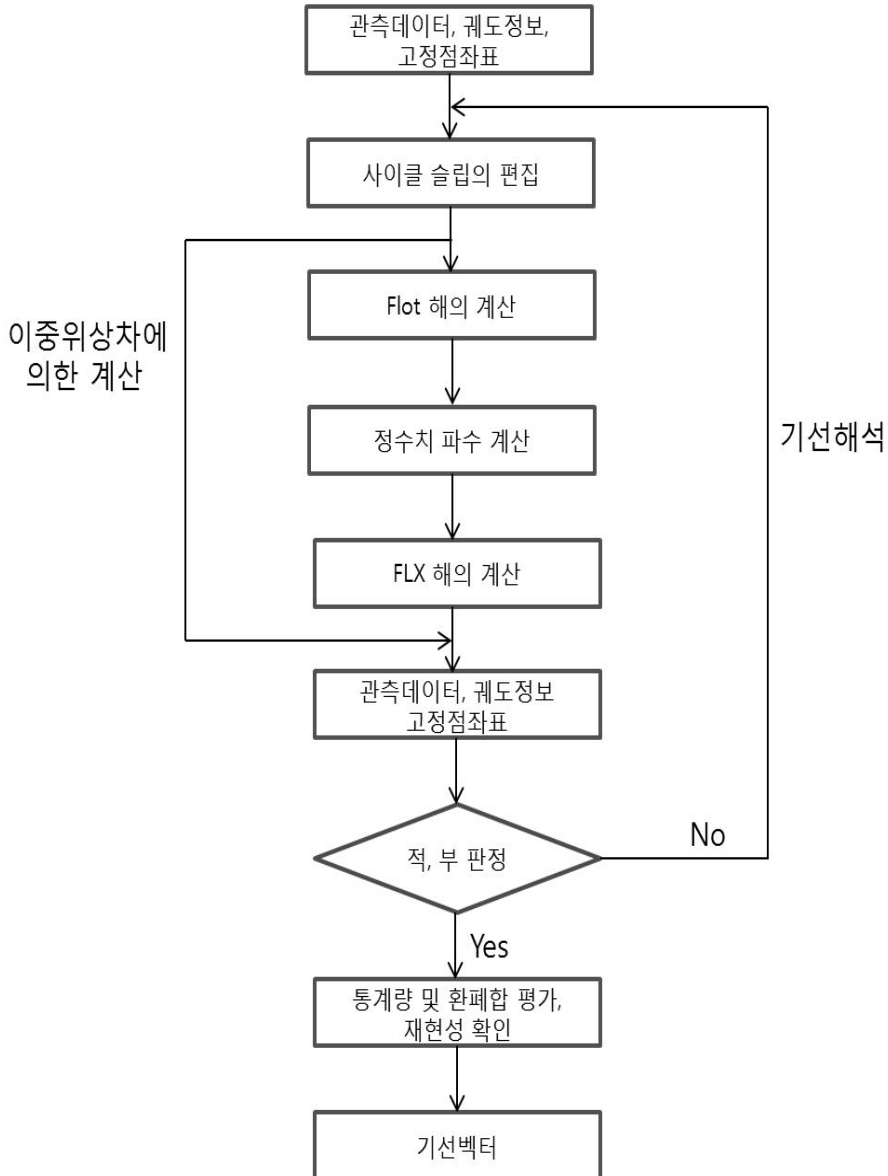 관측데이터, 궤도정보,
고정점좌표
사이클 슬립의 편집
Flot 해의 계산
이중위상차에
의한 계산
정수치 파수 계산
기선해석
FLX 해의 계산
관측데이터, 궤도정보
고정점좌표
적, 부 판정
No
Yes
통계량 및 환폐합 평가,
재현성 확인
기선벡터